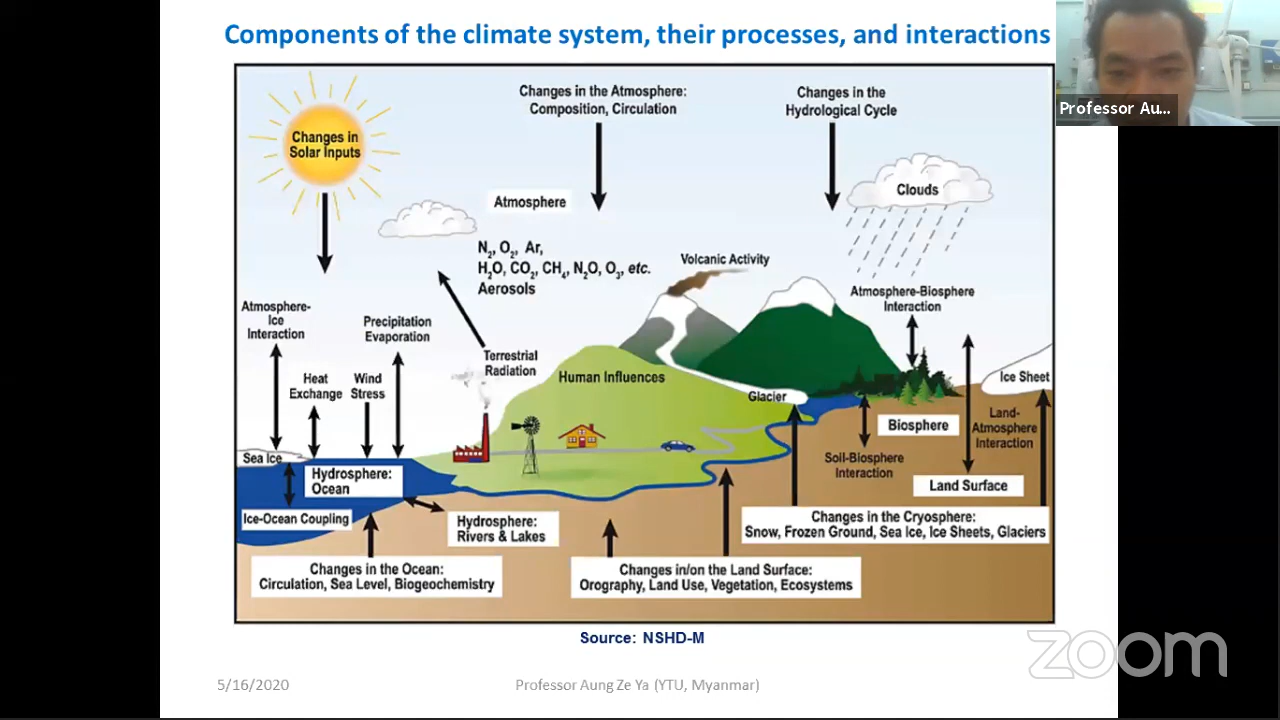 Components of the climate system, their processes, and interactions
Professor Au...
Changes in the Atmosphere:
Composition, Circulation
Changes in the
Hydrological Cycle
Changes in
Solar Inputs
Clouds
Atmosphere
N₂, O₂, Ar,
H₂O, CO₂, CH₄, N₂O, O₃, etc.
Aerosols
Volcanic Activity
Atmosphere-
Ice
Interaction
Precipitation
Evaporation
Atmosphere-Biosphere
Interaction
Terrestrial
Radiation
Heat
Exchange
Wind
Stress
Human Influences
Glacier
Ice Sheet
Biosphere
Land-
Atmosphere
Interaction
Sea Ice
Hydrosphere:
Ocean
Soil-Biosphere
Interaction
Land Surface
Ice-Ocean Coupling
Hydrosphere:
Rivers & Lakes
Changes in the Cryosphere:
Snow, Frozen Ground, Sea Ice, Ice Sheets, Glaciers
Changes in the Ocean:
Circulation, Sea Level, Biogeochemistry
Changes in/on the Land Surface:
Orography, Land Use, Vegetation, Ecosystems
Source: NSHD-M
zoom
5/16/2020
Professor Aung Ze Ya (YTU, Myanmar)